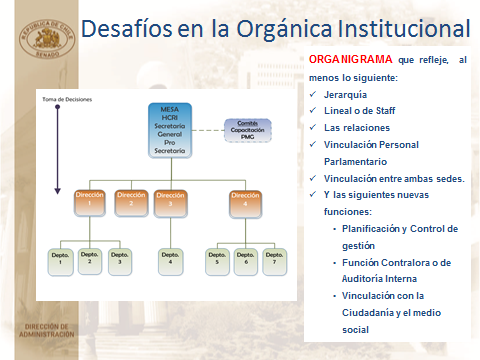 REPUBLICA DE CHILE
SENADO
Desafíos en la Orgánica Institucional
Toma de Decisiones
MESA
HCRI
Secretaria
General
Pro
Secretaria
Comités
Capacitación
PMG
Dirección
1
Dirección
2
Dirección
3
Dirección
4
Depto.
1
Depto.
2
Depto.
3
Depto.
4
Depto.
5
Depto.
6
Depto.
7
ORGANIGRAMA que refleje, al
menos lo siguiente:
✓ Jerarquía
✓ Lineal o de Staff
✓ Las relaciones
✓ Vinculación Personal
Parlamentario
✓ Vinculación entre ambas sedes.
✓ Y las siguientes nuevas
funciones:
• Planificación y Control de
gestión
• Función Contralora o de
Auditoría Interna
• Vinculación con la
Ciudadanía y el medio
social
DIRECCIÓN DE
ADMINISTRACIÓN